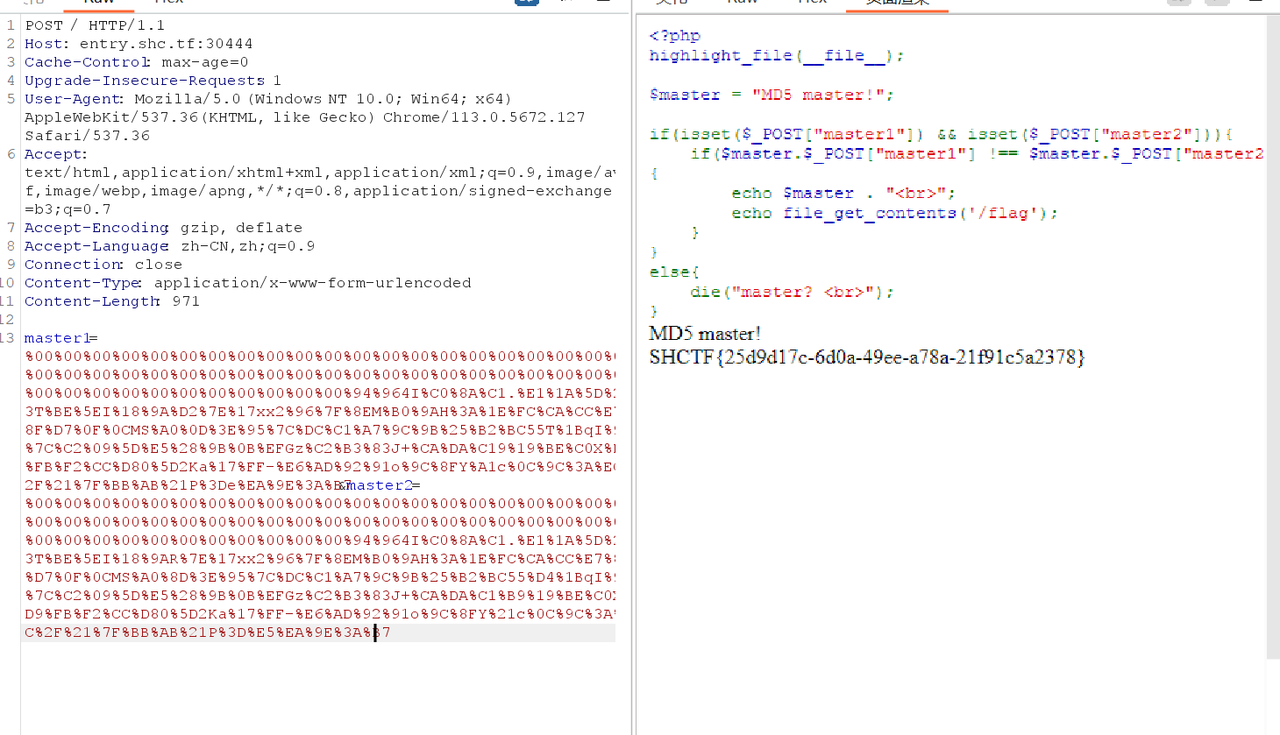 Raw
Hex
1 POST / HTTP/1.1
2 Host: entry.shc.tf:30444
3 Cache-Control: max-age=0
4 Upgrade-Insecure-Requests 1
5 User-Agent: Mozilla/5.0 (Windows NT 10.0; Win64; x64)
AppleWebKit/537.36(KHTML, like Gecko) Chrome/113.0.5672.127
Safari/537.36
6 Accept:
text/html,application/xhtml+xml,application/xml;q=0.9,image/av
f,image/webp,image/apng,*/*;q=0.8,application/signed-exchange
=b3;q=0.7
7 Accept-Encoding gzip, deflate
8 Accept-Language zh-CN,zh;q=0.9
9 Connection: close
10 Content-Type: application/x-www-form-urlencoded
11 Content-Length: 971
12
13 master1=
%00%00%00%00%00%00%00%00%00%00%00%00%00%00%00%00%00%00%00%00%00
%00%00%00%00%00%00%00%00%00%00%00%00%00%00%00%00%00%00%00%00%00
%00%00%00%00%00%00%00%00%00%00%00%94%964I%C0%8A%C1.%E1%1A%5D%
3T%BE%5EI%18%9A%D2%7E%17xx2%96%7F%8EM%B0%9AH%3A%1E%FC%CA%CC%E7
8F%D7%0F%0CMS%A0%0D%3E%95%7C%DC%C1%A7%9C%9B%25%B2%BC55T%1BqI%
%7C%C2%09%5D%E5%28%9B%0B%EFGz%C2%B3%83J+%CA%DA%C19%19%BE%C0X%
%FB%F2%CC%D80%5D2Ka%17%FF-%E6%AD%92%91o%9C%8FY%A1c%0C%9C%3A%E
2F%21%7F%BB%AB%21P%3De%EA%9E%3A%B7&master2=
%00%00%00%00%00%00%00%00%00%00%00%00%00%00%00%00%00%00%00%00%00
%00%00%00%00%00%00%00%00%00%00%00%00%00%00%00%00%00%00%00%00%00
%00%00%00%00%00%00%00%00%00%00%00%94%964I%C0%8A%C1.%E1%1A%5D%
3T%BE%5EI%18%9AR%7E%17xx2%96%7F%8EM%B0%9AH%3A%1E%FC%CA%CC%E7%
%D7%0F%0CMS%A0%8D%3E%95%7C%DC%C1%A7%9C%9B%25%B2%BC55%D4%1BqI%
%7C%C2%09%5D%E5%28%9B%0B%EFGz%C2%B3%83J+%CA%DA%C1%B9%19%BE%C0
D9%FB%F2%CC%D80%5D2Ka%17%FF-%E6%AD%92%91o%9C%8FY%21c%0C%9C%3A
C%2F%21%7F%BB%AB%21P%3D%E5%EA%9E%3A%B7
Raw
Hex
页面渲染
<?php
highlight_file(__file__);
$master = "MD5 master!";
if(isset($_POST["master1"]) && isset($_POST["master2"])){
if($master.$_POST["master1"] !== $master.$_POST["master2
{
echo $master . "<br>";
echo file_get_contents('/flag');
}
}
else{
die("master? <br>");
}
MD5 master!
SHCTF{25d9d17c-6d0a-49ee-a78a-21f91c5a2378}